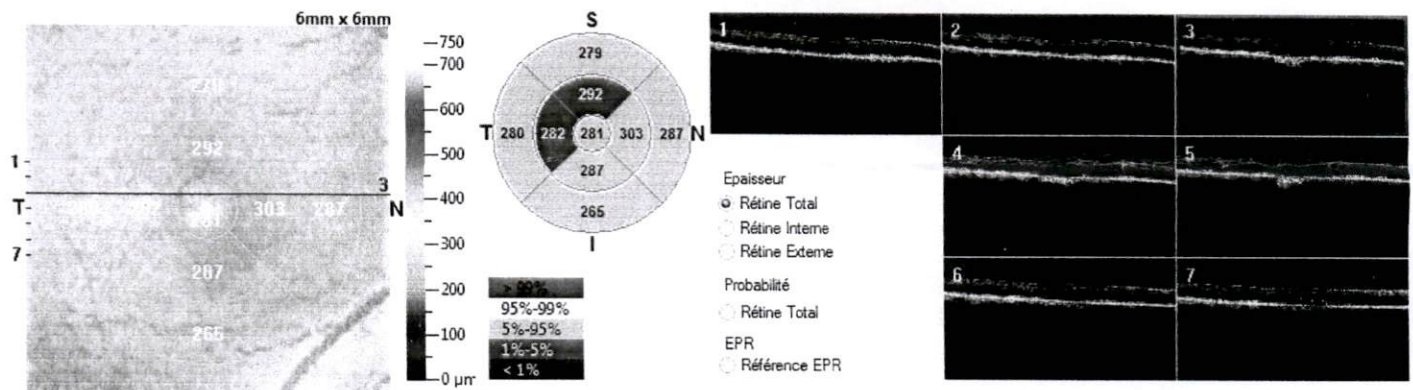 6mm x 6mm
292
303
287
287
265
1
3
T
N
7
750
700
600
500
400
300
200
100
0 µm
S
279
292
T
280
282
281
303
287
N
287
265
I
> 99%
95%-99%
5%-95%
1%-5%
< 1%
Epaisseur
Rétine Total
Rétine Interne
Rétine Externe
Probabilité
Rétine Total
EPR
Référence EPR
1
2
3
4
5
6
7